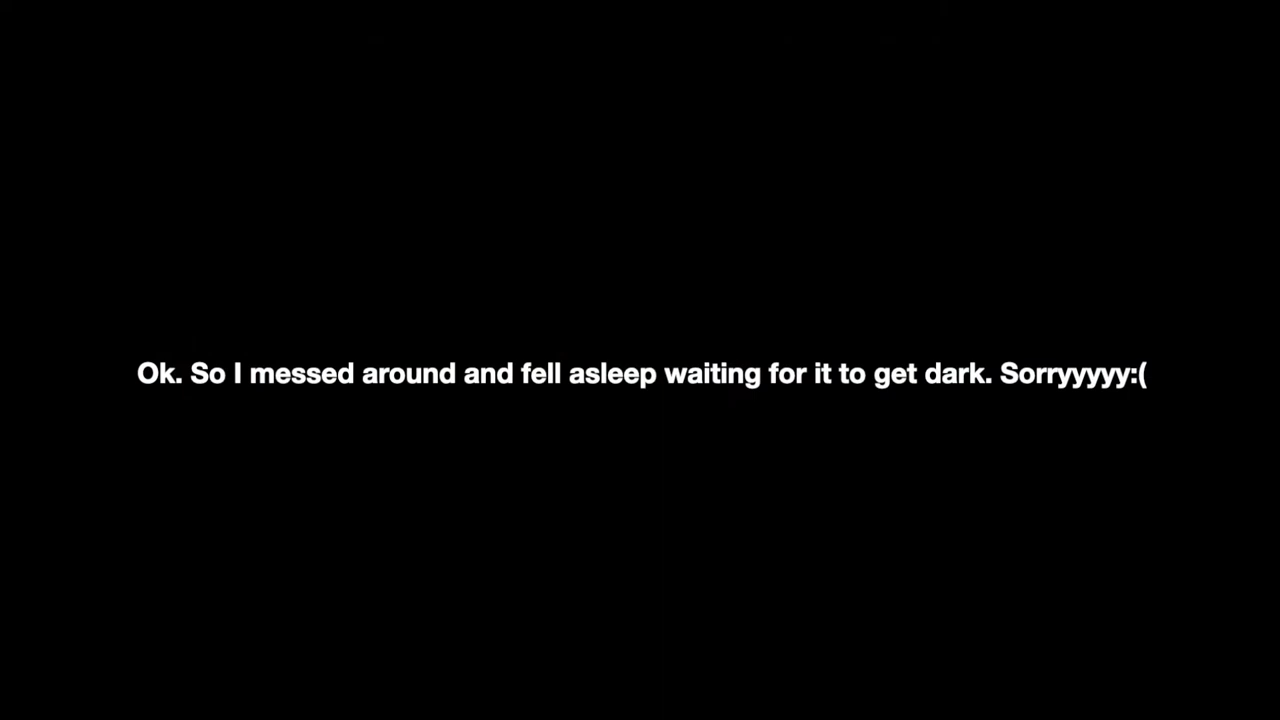 Ok. So I messed around and fell asleep waiting for it to get dark. Sorryyyyy:(